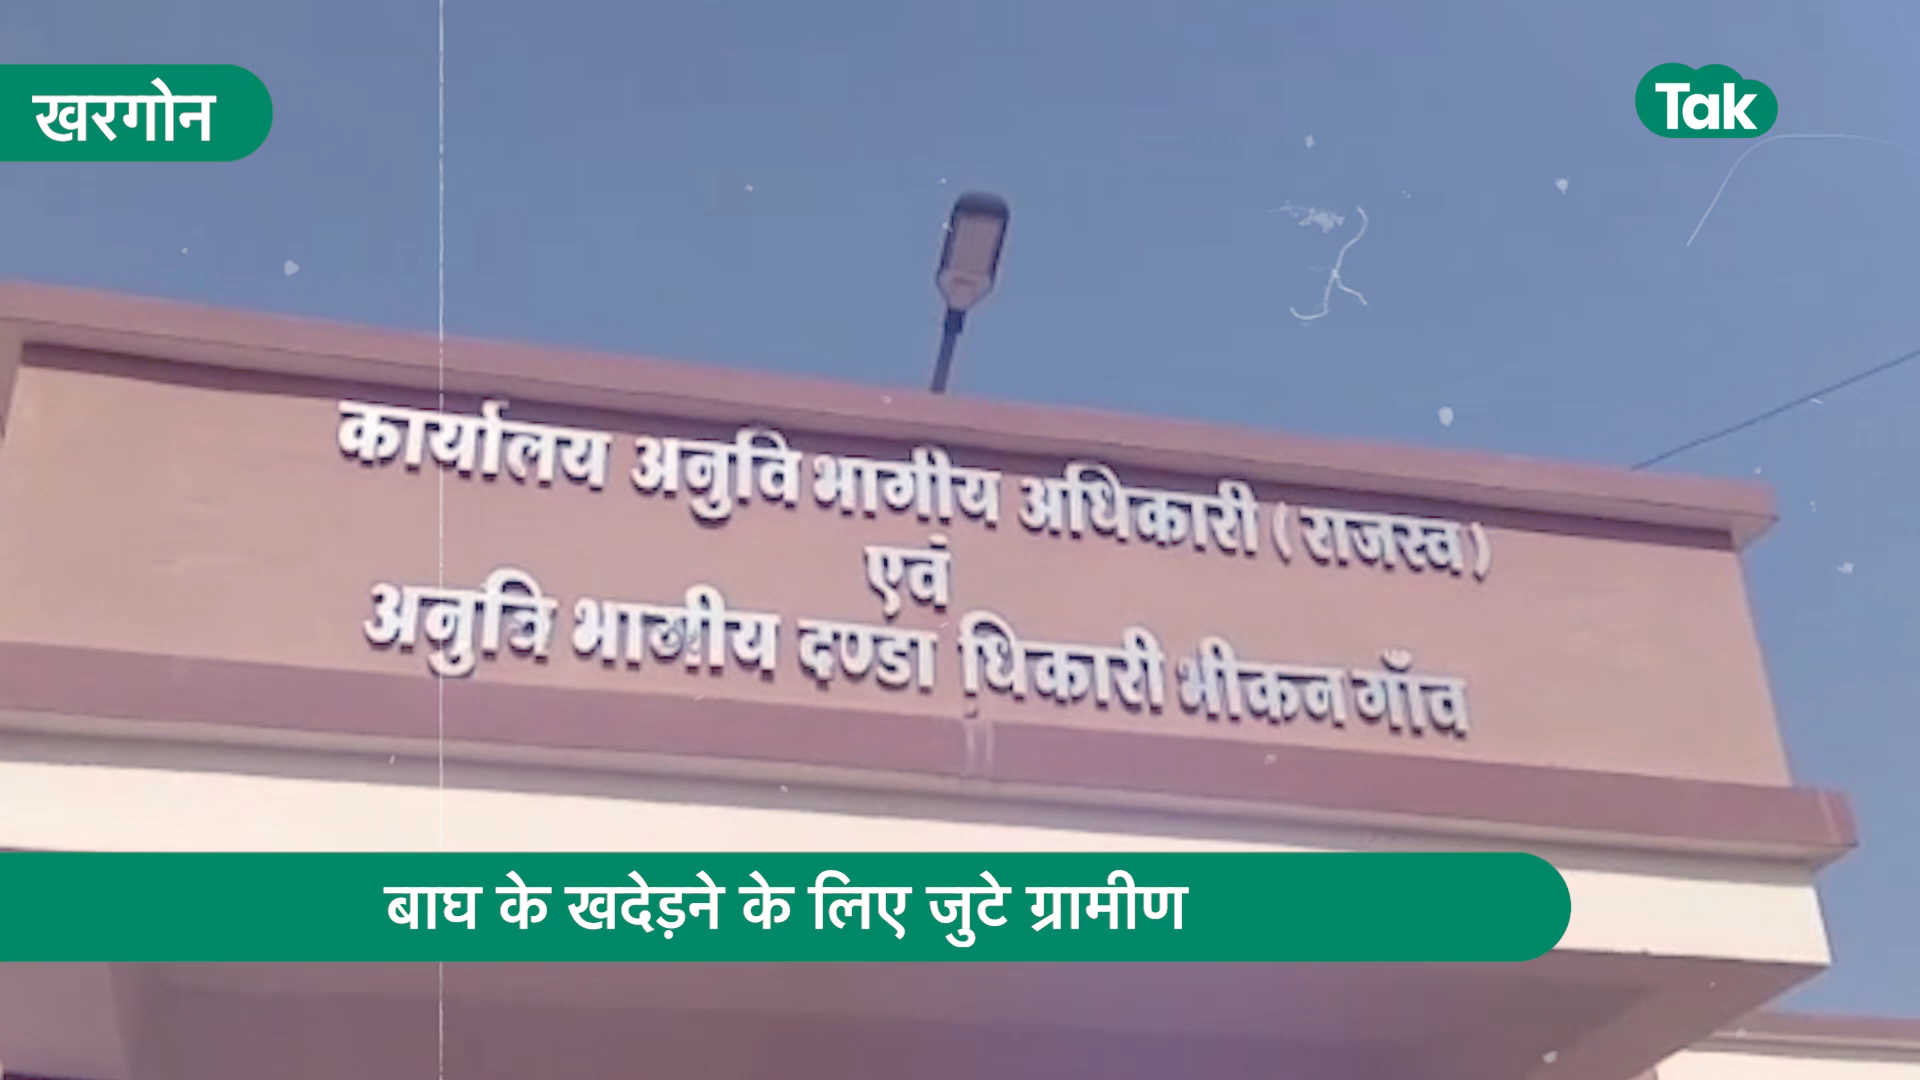 खरगोन
Tak
कार्यालय अनुविभागीय अधिकारी (राजस्व)
एवं
अनुविभागीय दण्डाधिकारी भीकनगाँव
बाघ के खदेड़ने के लिए जुटे ग्रामीण